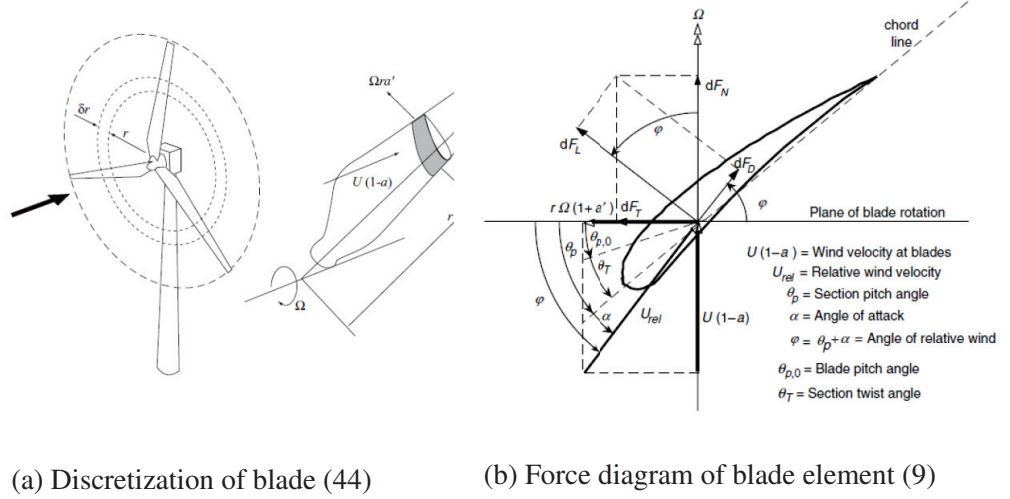 δr
r
Ωra'
U (1-a)
r
Ω
(a) Discretization of blade (44)
Ω
chord
line
dF_N
φ
dF_L
dF_D
φ
r Ω (1+a') dF_T
Plane of blade rotation
θ_p,0
θ_p
θ_T
φ
α
U_rel
U (1-a)
U (1-a) = Wind velocity at blades
U_rel = Relative wind velocity
θ_p = Section pitch angle
α = Angle of attack
φ = θ_p+α = Angle of relative wind
θ_p,0 = Blade pitch angle
θ_T = Section twist angle
(b) Force diagram of blade element (9)